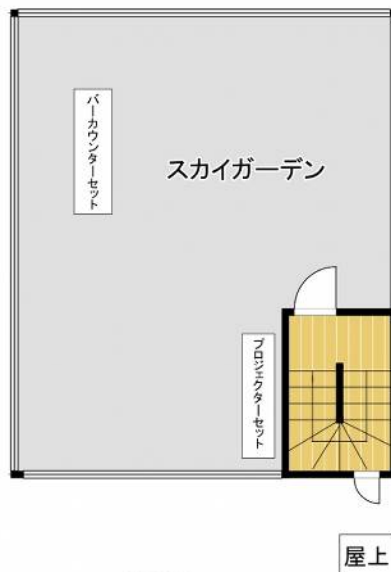 バーカウンターセット
スカイガーデン
プロジェクターセット
屋上